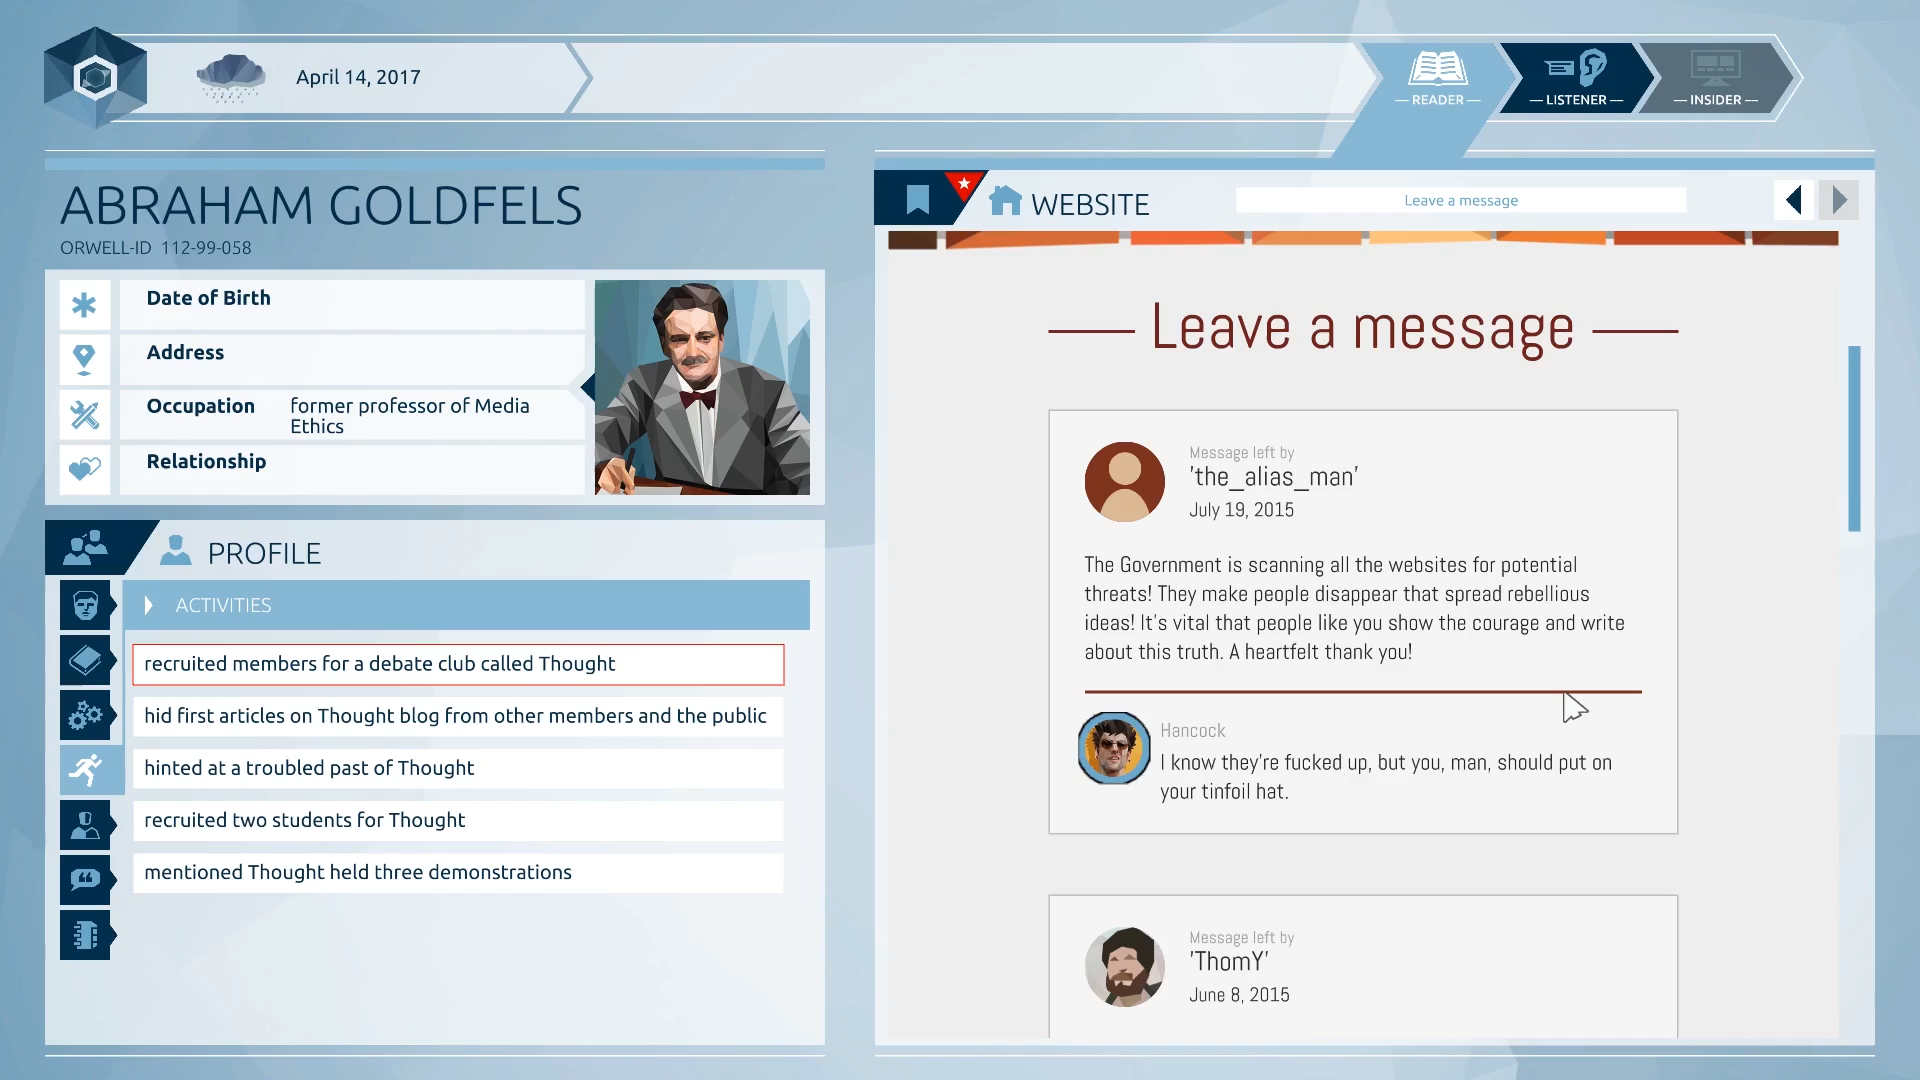 April 14, 2017
READER
LISTENER
INSIDER
ABRAHAM GOLDFELS
ORWELL-ID 112-99-058
Date of Birth
Address
Occupation former professor of Media
Ethics
Relationship
PROFILE
ACTIVITIES
recruited members for a debate club called Thought
hid first articles on Thought blog from other members and the public
hinted at a troubled past of Thought
recruited two students for Thought
mentioned Thought held three demonstrations
WEBSITE
Leave a message
Leave a message
Message left by
'the_alias_man'
July 19, 2015
The Government is scanning all the websites for potential
threats! They make people disappear that spread rebellious
ideas! It's vital that people like you show the courage and write
about this truth. A heartfelt thank you!
Hancock
I know they're fucked up, but you, man, should put on
your tinfoil hat.
Message left by
'ThomY'
June 8, 2015